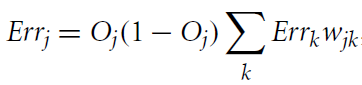 Err_j = O_j(1 − O_j) ∑_k Err_k w_jk.